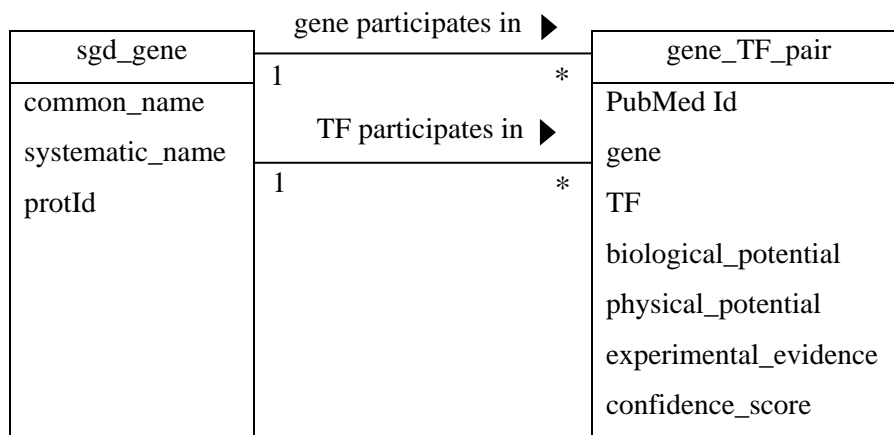 gene participates in ▶
sgd_gene
gene_TF_pair
1
*
common_name
PubMed Id
TF participates in ▶
systematic_name
gene
1
*
protId
TF
biological_potential
physical_potential
experimental_evidence
confidence_score